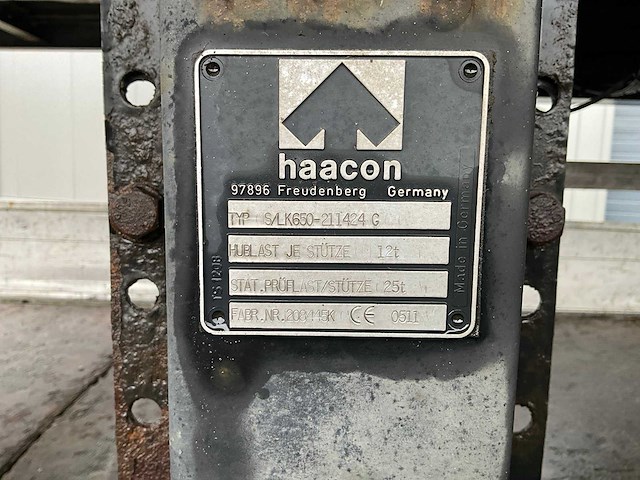 haacon
97896 Freudenberg Germany
TYP S/LK650-211424 G
HUBLAST JE STÜTZE 12t
STAT.PRÜFLAST/STÜTZE 25t
FABR.NR. CE 0511
Made in Germany